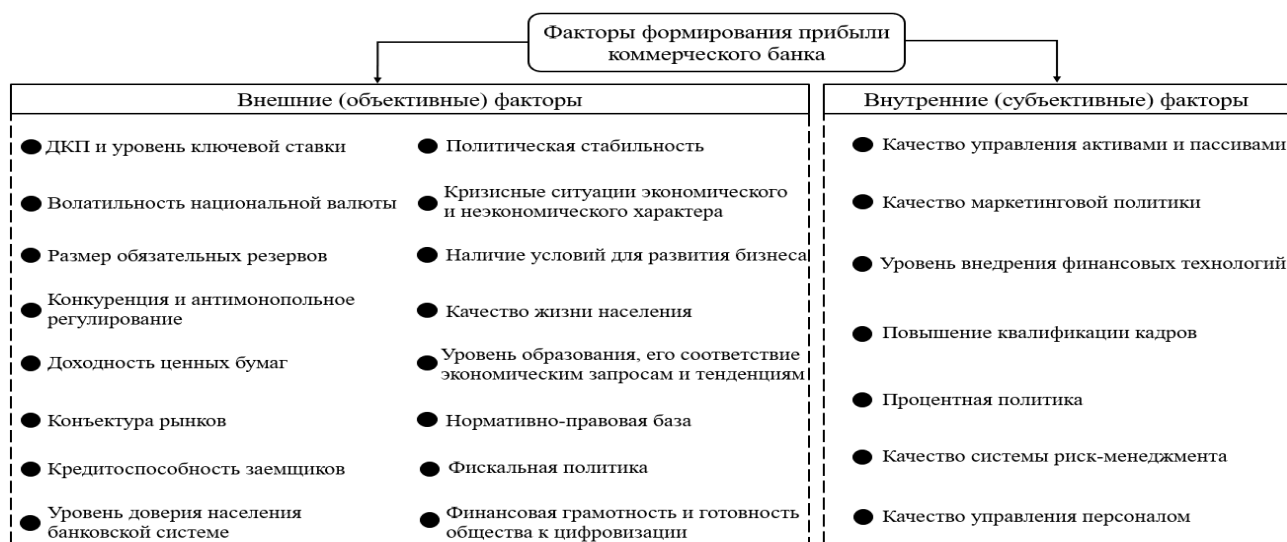 Факторы формирования прибыли
коммерческого банка
Внешние (объективные) факторы
ДКП и уровень ключевой ставки
Волатильность национальной валюты
Размер обязательных резервов
Конкуренция и антимонопольное
регулирование
Доходность ценных бумаг
Конъектура рынков
Кредитоспособность заемщиков
Уровень доверия населения
банковской системе
Политическая стабильность
Кризисные ситуации экономического
и неэкономического характера
Наличие условий для развития бизнеса
Качество жизни населения
Уровень образования, его соответствие
экономическим запросам и тенденциям
Нормативно-правовая база
Фискальная политика
Финансовая грамотность и готовность
общества к цифровизации
Внутренние (субъективные) факторы
Качество управления активами и пассивами
Качество маркетинговой политики
Уровень внедрения финансовых технологий
Повышение квалификации кадров
Процентная политика
Качество системы риск-менеджмента
Качество управления персоналом